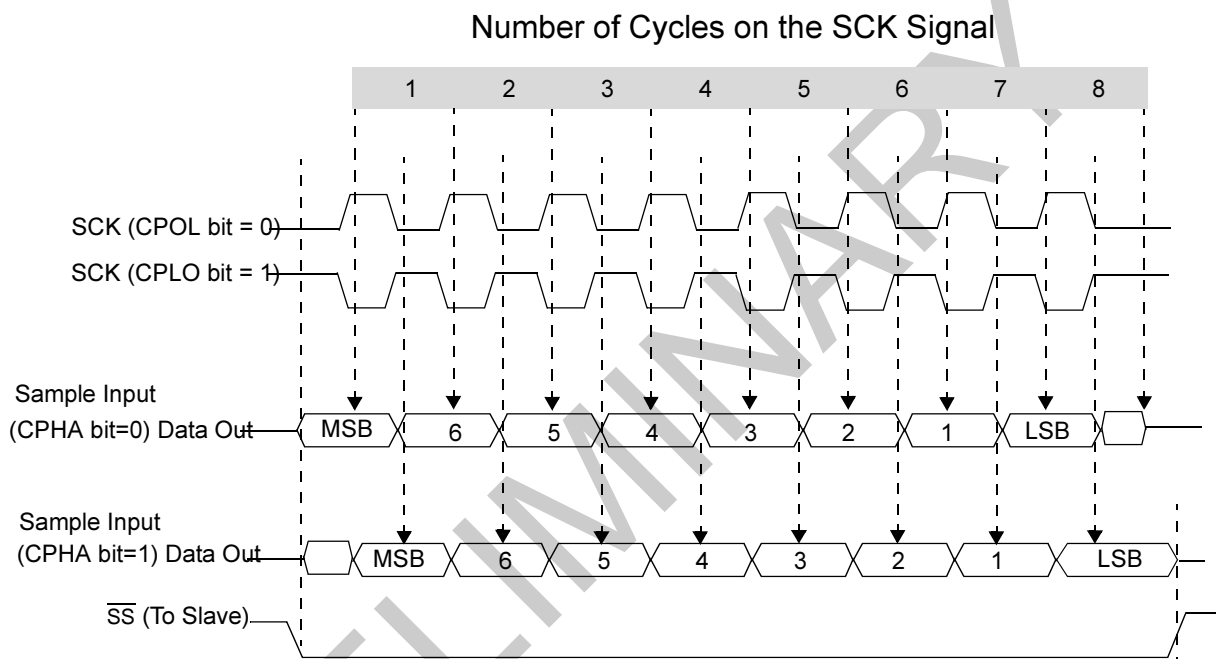 Number of Cycles on the SCK Signal
1 2 3 4 5 6 7 8
SCK (CPOL bit = 0)
SCK (CPLO bit = 1)
Sample Input
(CPHA bit=0) Data Out
MSB 6 5 4 3 2 1 LSB
Sample Input
(CPHA bit=1) Data Out
MSB 6 5 4 3 2 1 LSB
SS (To Slave)
ELIMINARY